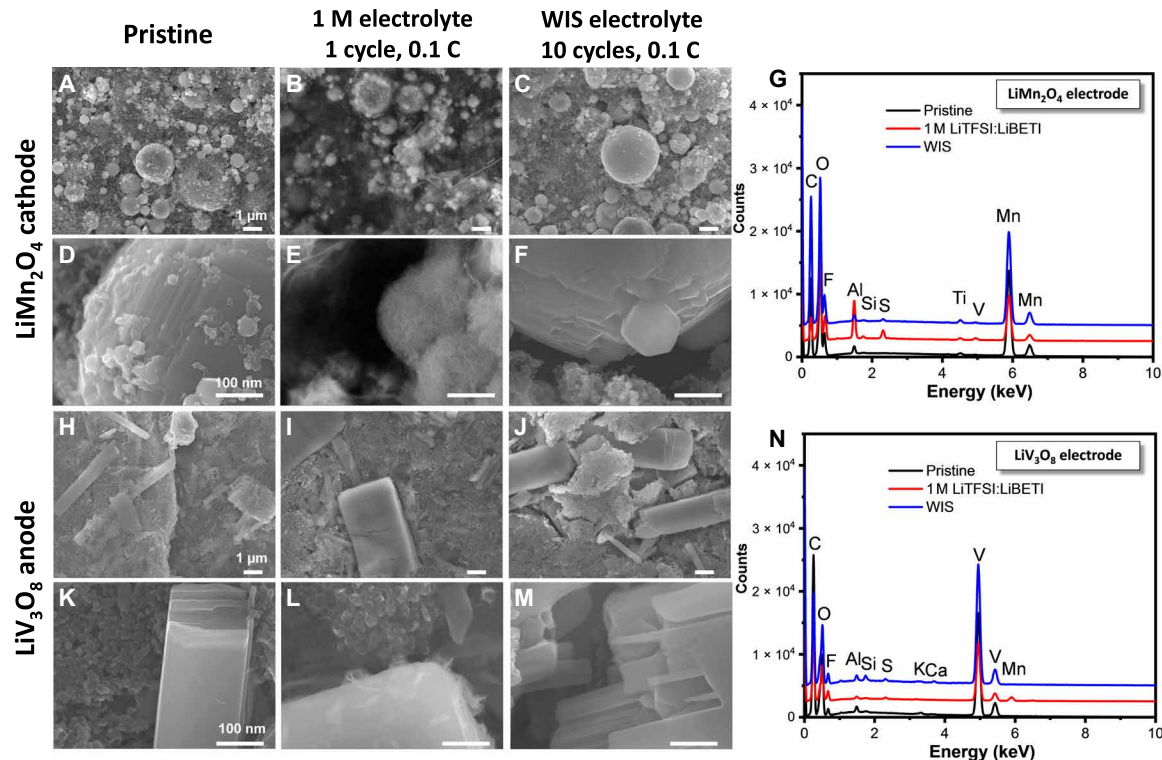 Pristine
1 M electrolyte
1 cycle, 0.1 C
WIS electrolyte
10 cycles, 0.1 C
LiMn₂O₄ cathode
A
1 µm
B
C
D
100 nm
E
F
G
LiMn₂O₄ electrode
Pristine
1 M LiTFSI:LiBETI
WIS
Counts
4 × 10⁴
3 × 10⁴
2 × 10⁴
1 × 10⁴
0
C
O
F
Al
Si
S
Ti
V
Mn
Mn
0 2 4 6 8 10
Energy (keV)
LiV₃O₈ anode
H
1 µm
I
J
K
100 nm
L
M
N
LiV₃O₈ electrode
Pristine
1M LiTFSI:LiBETI
WIS
Counts
4 × 10⁴
3 × 10⁴
2 × 10⁴
1 × 10⁴
0
C
O
F
Al
Si
S
K
Ca
V
V
Mn
0 2 4 6 8 10
Energy (keV)